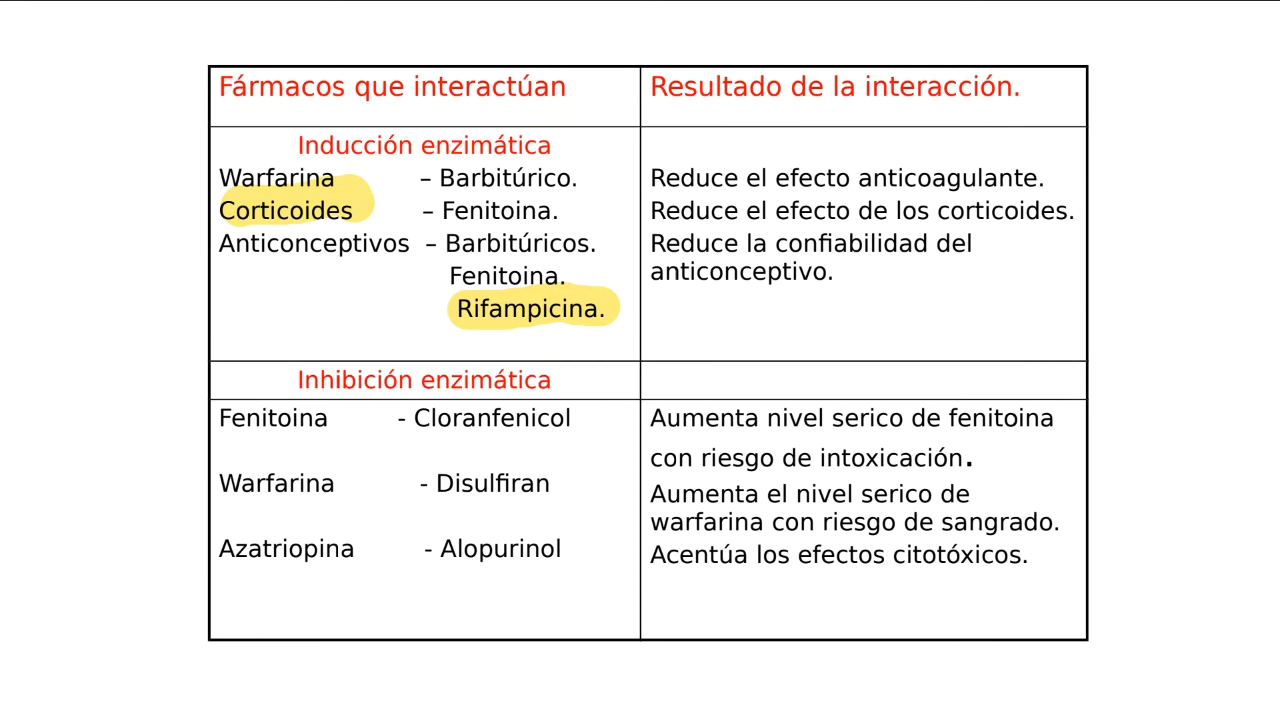 Fármacos que interactúan
Resultado de la interacción.
Inducción enzimática
Warfarina – Barbitúrico.
Reduce el efecto anticoagulante.
Corticoides – Fenitoina.
Reduce el efecto de los corticoides.
Anticonceptivos – Barbitúricos.
Fenitoina.
Rifampicina.
Reduce la confiabilidad del
anticonceptivo.
Inhibición enzimática
Fenitoina - Cloranfenicol
Aumenta nivel serico de fenitoina
con riesgo de intoxicación.
Warfarina - Disulfiran
Aumenta el nivel serico de
warfarina con riesgo de sangrado.
Azatriopina - Alopurinol
Acentúa los efectos citotóxicos.